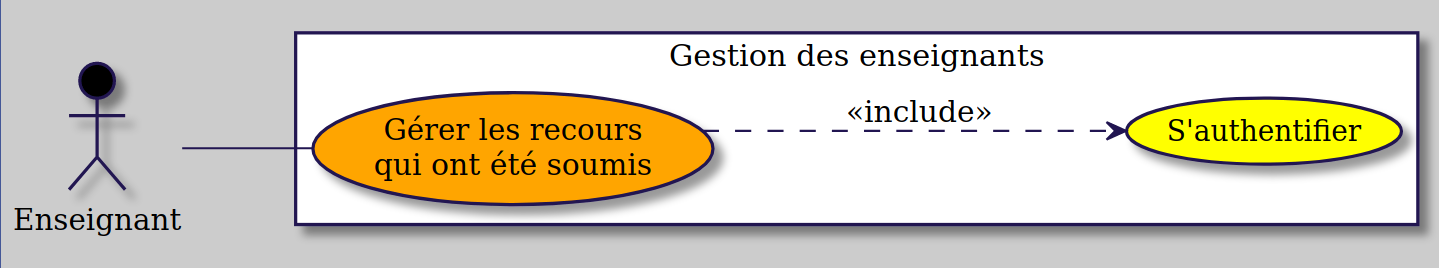 Gestion des enseignants
«include»
Gérer les recours
qui ont été soumis
S'authentifier
Enseignant